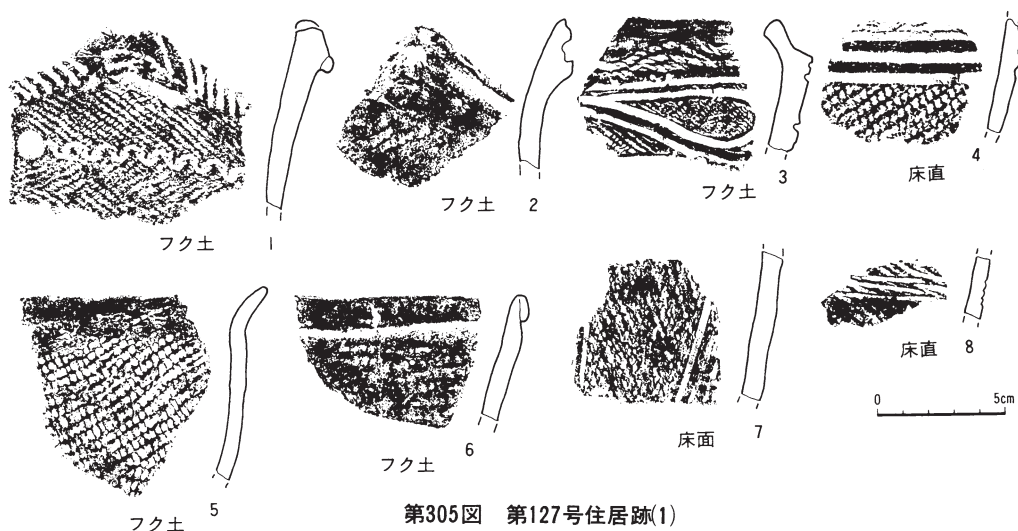 フク土 1
フク土 2
フク土 3
床直 4
フク土 5
フク土 6
床面 7
床直 8
0 5cm
第305図 第127号住居跡(1)